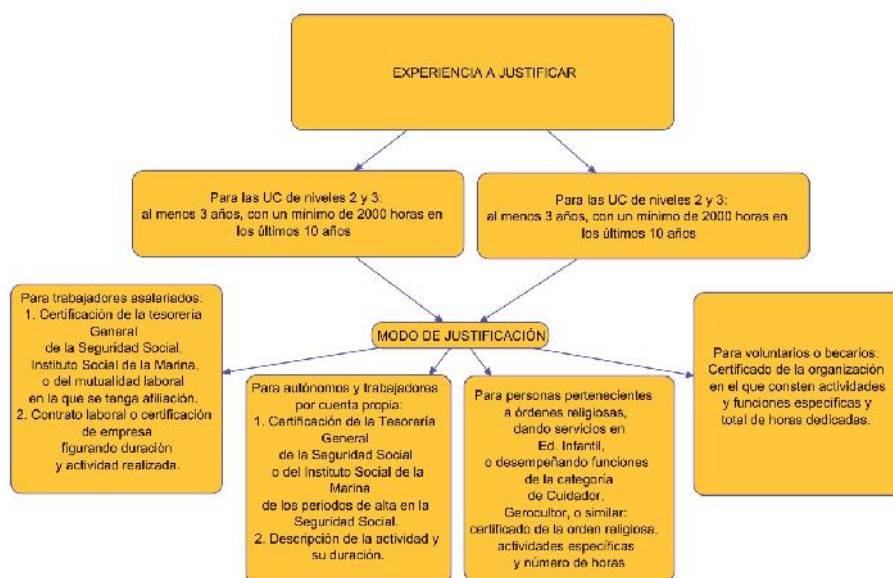 EXPERIENCIA A JUSTIFICAR
Para las UC de niveles 2 y 3:
al menos 3 años, con un mínimo de 2000 horas en
los últimos 10 años
Para las UC de niveles 2 y 3:
al menos 3 años, con un mínimo de 2000 horas en
los últimos 10 años
MODO DE JUSTIFICACIÓN
Para trabajadores asalariados:
1. Certificación de la tesorería
General
de la Seguridad Social,
Instituto Social de la Marina,
o del mutualidad laboral
en la que se tenga afiliación.
2. Contrato laboral o certificación
de empresa
figurando duración
y actividad realizada.
Para autónomos y trabajadores
por cuenta propia:
1. Certificación de la Tesorería
General
de la Seguridad Social
o del Instituto Social de la
Marina
de los periodos de alta en la
Seguridad Social.
2. Descripción de la actividad y
su duración.
Para personas pertenecientes
a órdenes religiosas,
dando servicios en
Ed. Infantil,
o desempeñando funciones
de la categoría
de Cuidador,
Gerocultor, o similar:
certificado de la orden religiosa,
actividades específicas
y número de horas
Para voluntarios o becarios:
Certificado de la organización
en el que consten actividades
y funciones específicas y
total de horas dedicadas.